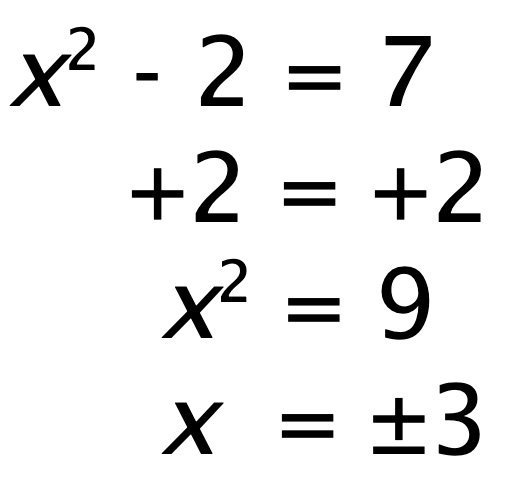 x² - 2 = 7
+2 = +2
x² = 9
x = ±3